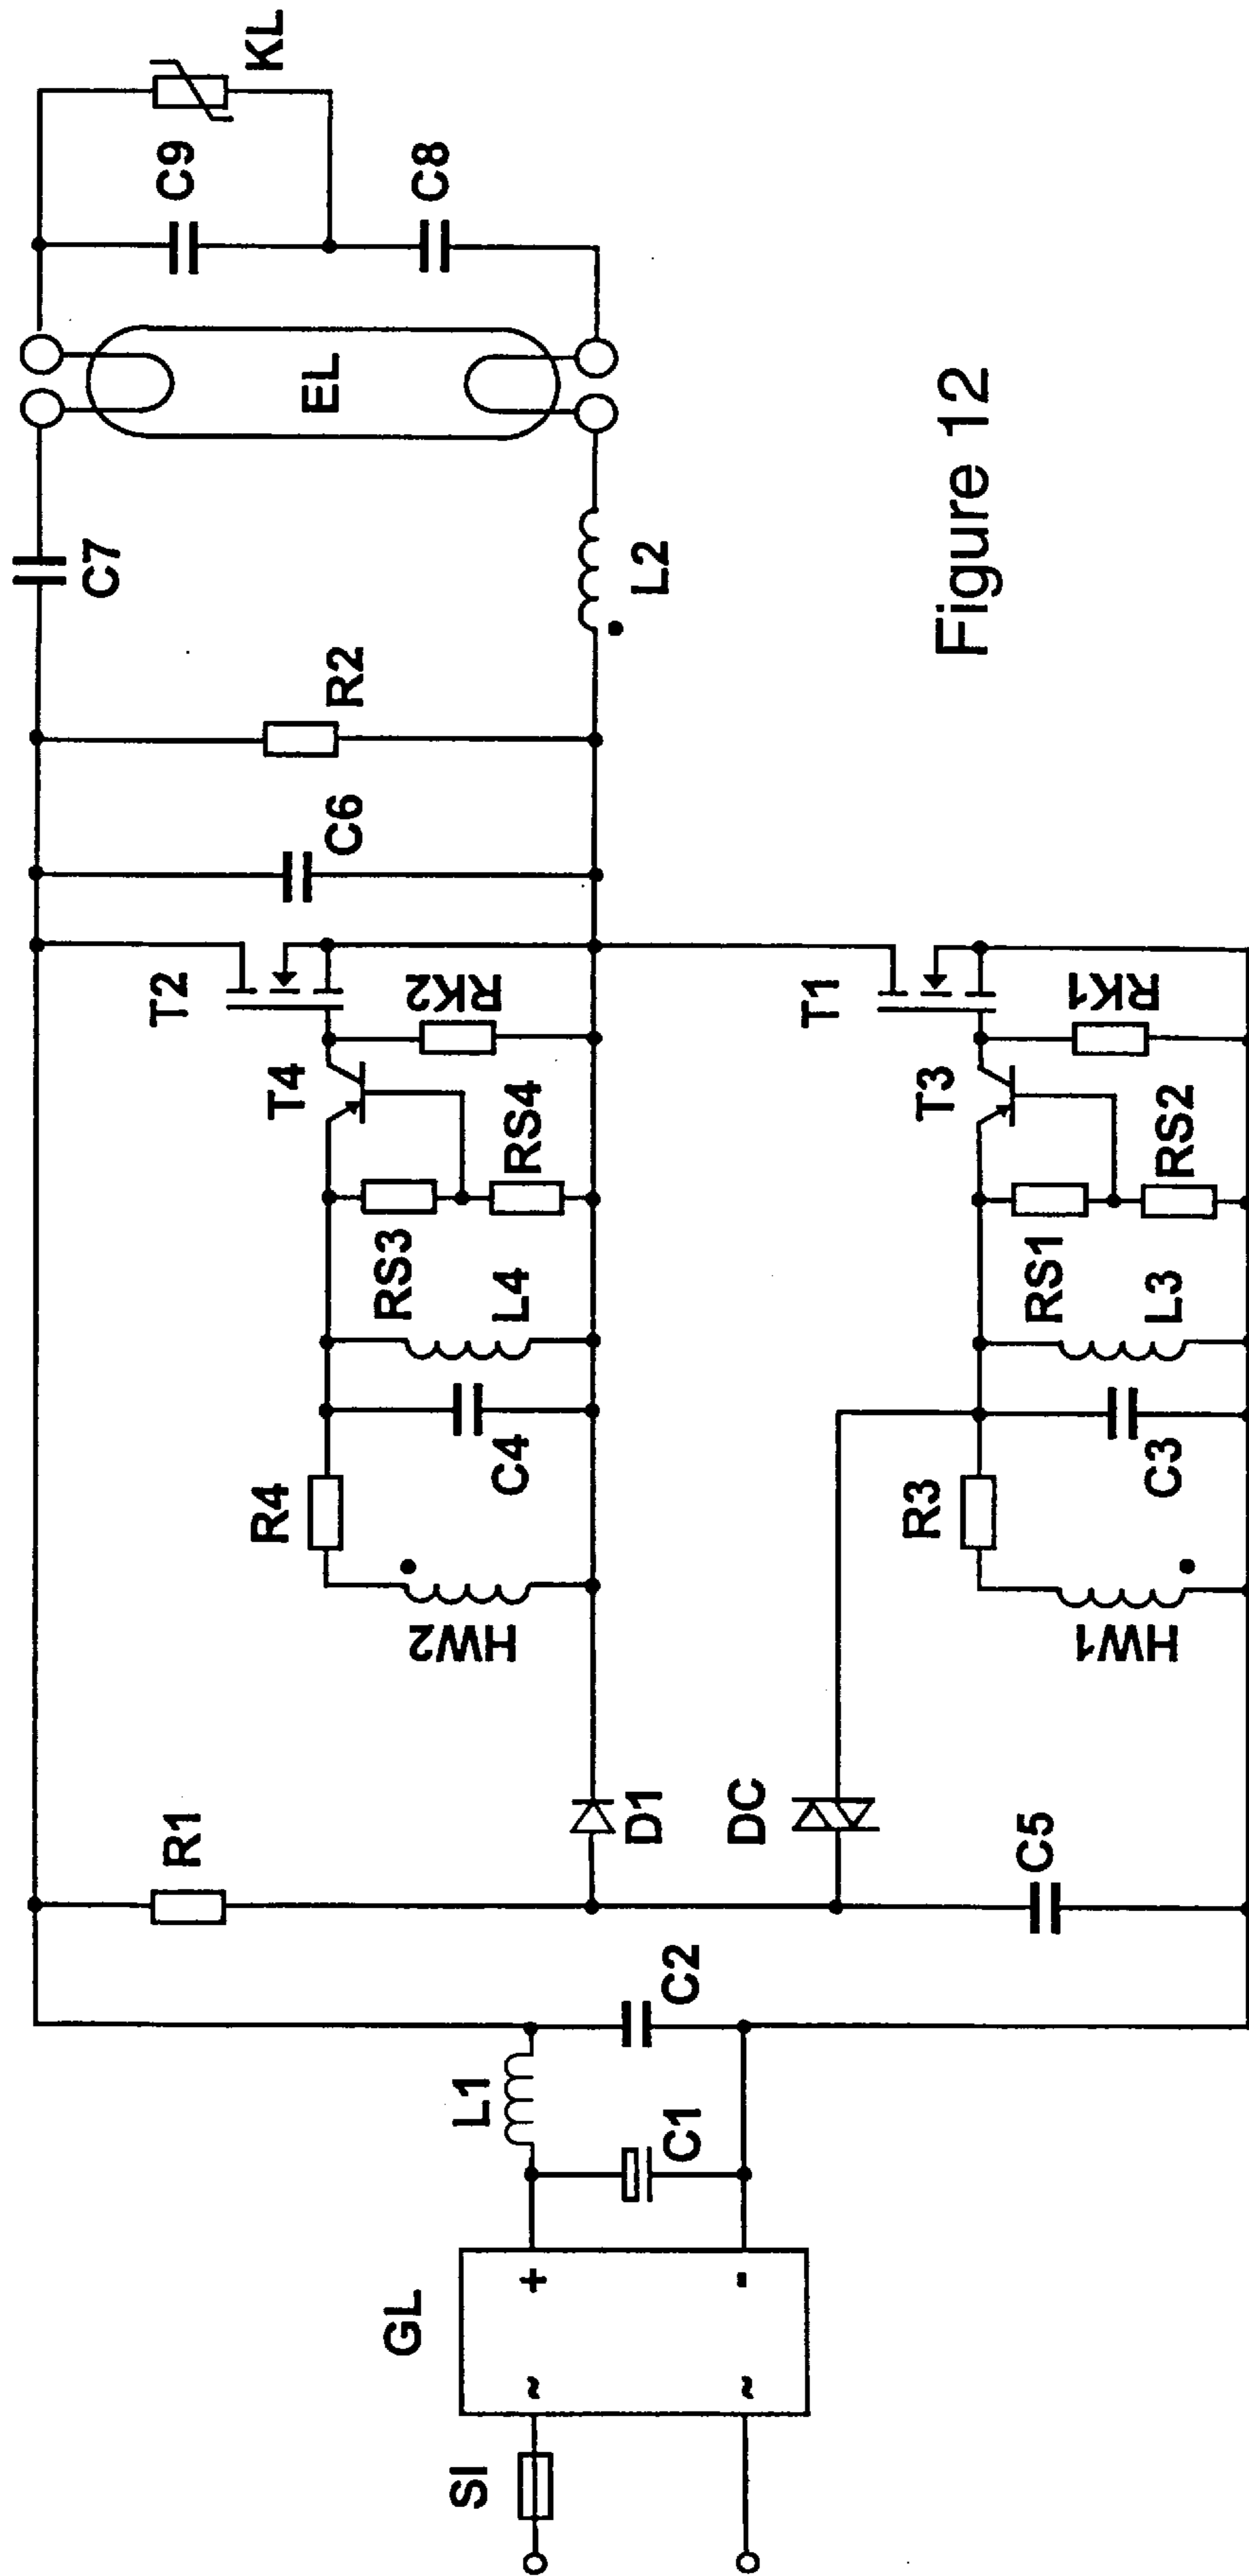 SI
GL
~
+
~
-
L1
C1
C2
R1
D1
DC
C5
HW2
R4
C4
L4
RS3
RS4
T4
RK2
T2
HW1
R3
C3
L3
RS1
RS2
T3
RK1
T1
C6
R2
C7
L2
EL
C9
C8
KL
Figure 12